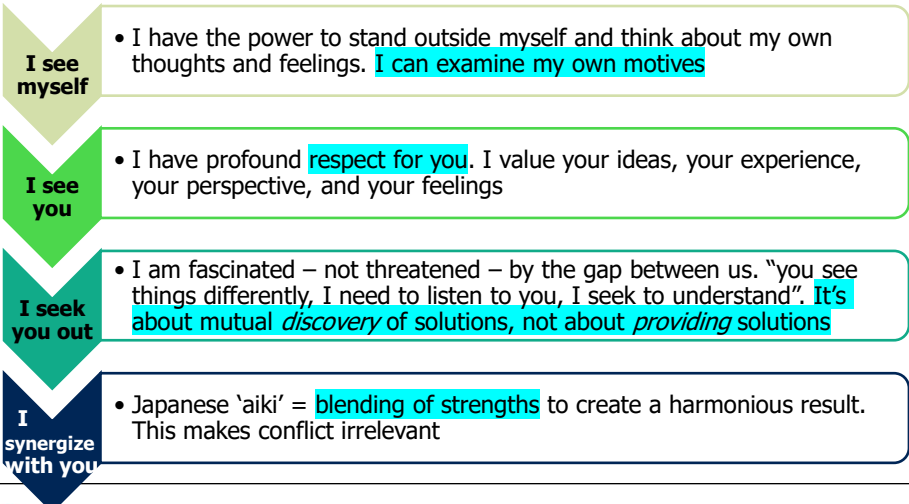 I see
myself
• I have the power to stand outside myself and think about my own
thoughts and feelings. I can examine my own motives
I see
you
• I have profound respect for you. I value your ideas, your experience,
your perspective, and your feelings
I seek
you out
• I am fascinated – not threatened – by the gap between us. “you see
things differently, I need to listen to you, I seek to understand”. It’s
about mutual discovery of solutions, not about providing solutions
I
synergize
with you
• Japanese ‘aiki’ = blending of strengths to create a harmonious result.
This makes conflict irrelevant